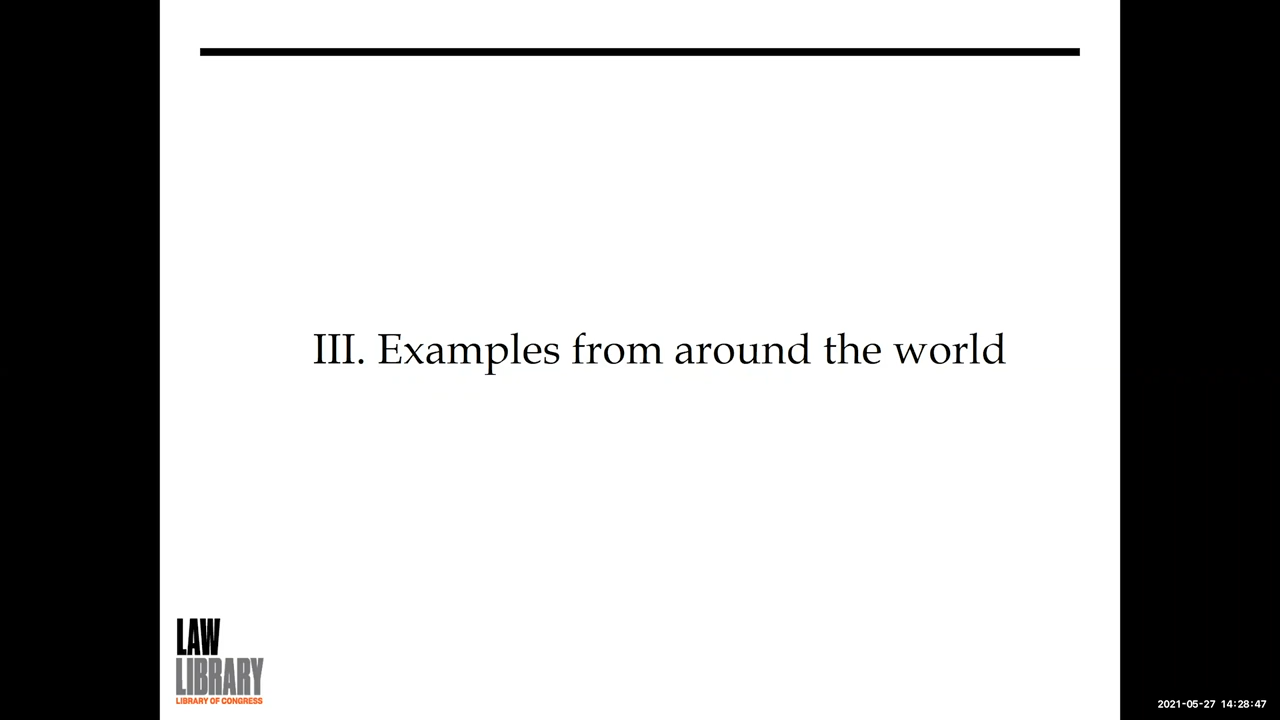 III. Examples from around the world
LAW
LIBRARY
LIBRARY OF CONGRESS
2021-05-27 14:28:47